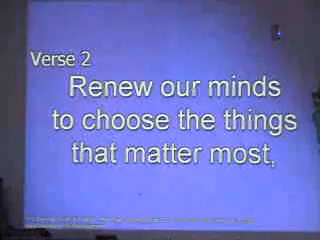 Verse 2
Renew our minds
to choose the things
that matter most,